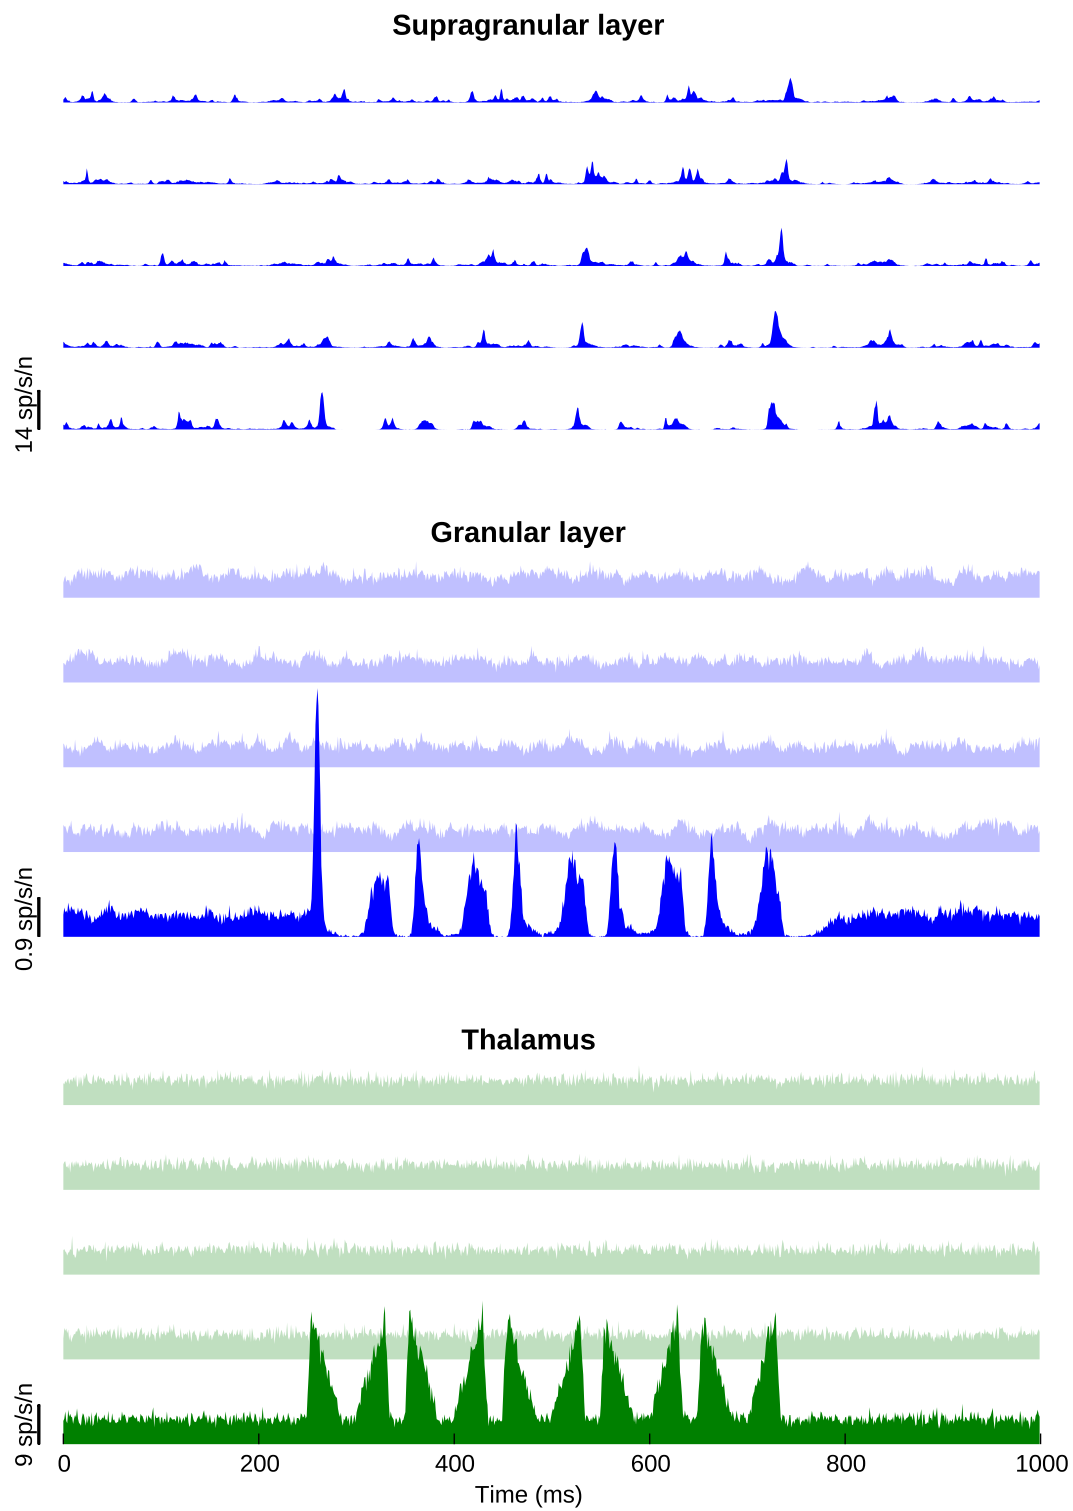 Supragranular layer
14 sp/s/n
Granular layer
0.9 sp/s/n
Thalamus
9 sp/s/n
0 200 400 600 800 1000
Time (ms)